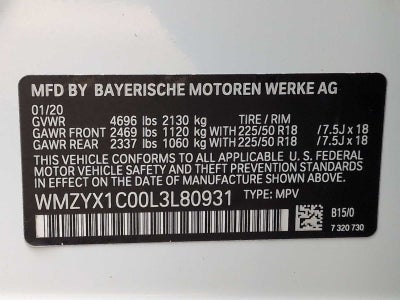 MFD BY BAYERISCHE MOTOREN WERKE AG
01/20
GVWR 4696 lbs 2130 kg TIRE / RIM
GAWR FRONT 2469 lbs 1120 kg WITH 225/50 R18 /7.5J x 18
GAWR REAR 2337 lbs 1060 kg WITH 225/50 R18 /7.5J x 18
THIS VEHICLE CONFORMS TO ALL APPLICABLE U. S. FEDERAL
MOTOR VEHICLE SAFETY AND THEFT PREVENTION STANDARDS
IN EFFECT ON THE DATE OF MANUFACTURE SHOWN ABOVE.
WMZYX1C00L3L80931 TYPE: MPV
B15/0
7 320 730